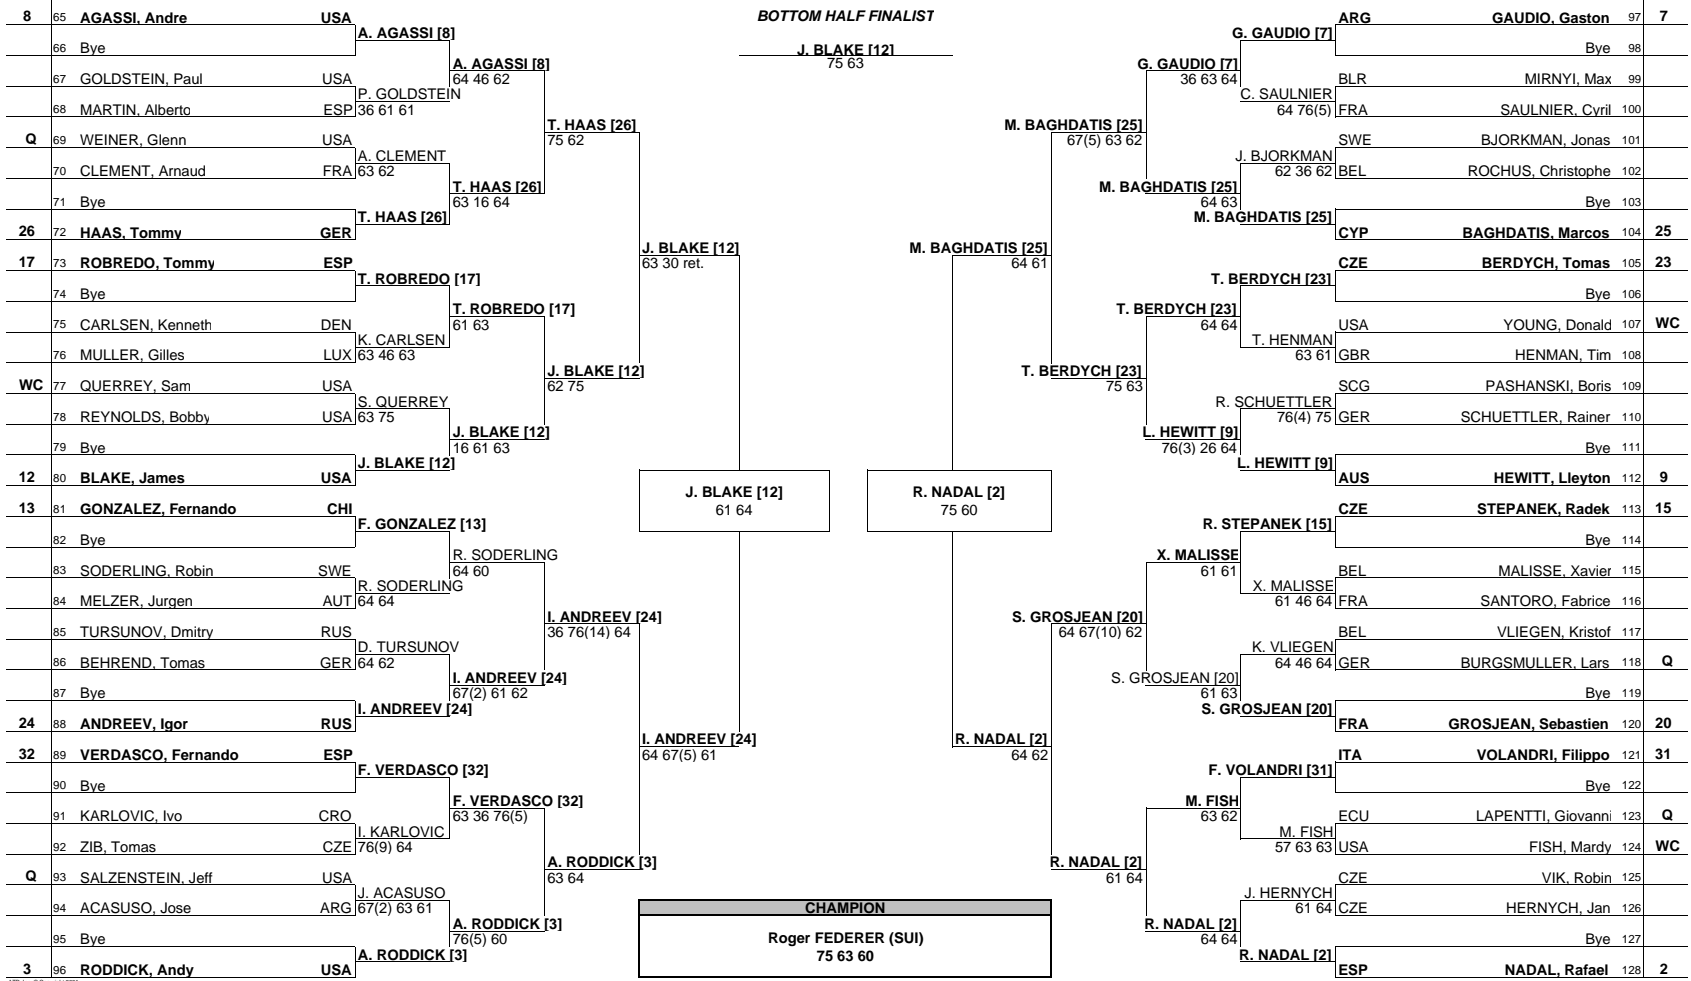 BOTTOM HALF FINALIST
J. BLAKE [12]
75 63
8 65 AGASSI, Andre USA
A. AGASSI [8]
66 Bye
A. AGASSI [8]
64 46 62
67 GOLDSTEIN, Paul USA
P. GOLDSTEIN
36 61 61
68 MARTIN, Alberto ESP
T. HAAS [26]
75 62
Q 69 WEINER, Glenn USA
A. CLEMENT
63 62
70 CLEMENT, Arnaud FRA
T. HAAS [26]
63 16 64
71 Bye
T. HAAS [26]
26 72 HAAS, Tommy GER
J. BLAKE [12]
63 30 ret.
17 73 ROBREDO, Tommy ESP
T. ROBREDO [17]
74 Bye
T. ROBREDO [17]
61 63
75 CARLSEN, Kenneth DEN
K. CARLSEN
63 46 63
76 MULLER, Gilles LUX
J. BLAKE [12]
62 75
WC 77 QUERREY, Sam USA
S. QUERREY
63 75
78 REYNOLDS, Bobby USA
J. BLAKE [12]
16 61 63
79 Bye
J. BLAKE [12]
12 80 BLAKE, James USA
J. BLAKE [12]
61 64
13 81 GONZALEZ, Fernando CHI
F. GONZALEZ [13]
82 Bye
R. SODERLING
64 60
83 SODERLING, Robin SWE
R. SODERLING
64 64
84 MELZER, Jurgen AUT
I. ANDREEV [24]
36 76(14) 64
85 TURSUNOV, Dmitry RUS
D. TURSUNOV
64 62
86 BEHREND, Tomas GER
I. ANDREEV [24]
67(2) 61 62
87 Bye
I. ANDREEV [24]
24 88 ANDREEV, Igor RUS
I. ANDREEV [24]
64 67(5) 61
32 89 VERDASCO, Fernando ESP
F. VERDASCO [32]
90 Bye
F. VERDASCO [32]
63 36 76(5)
91 KARLOVIC, Ivo CRO
I. KARLOVIC
76(9) 64
92 ZIB, Tomas CZE
A. RODDICK [3]
63 64
Q 93 SALZENSTEIN, Jeff USA
J. ACASUSO
67(2) 63 61
94 ACASUSO, Jose ARG
A. RODDICK [3]
76(5) 60
95 Bye
A. RODDICK [3]
3 96 RODDICK, Andy USA
ARG GAUDIO, Gaston 97 7
G. GAUDIO [7]
Bye 98
G. GAUDIO [7]
36 63 64
BLR MIRNYI, Max 99
C. SAULNIER
64 76(5)
FRA SAULNIER, Cyril 100
M. BAGHDATIS [25]
67(5) 63 62
SWE BJORKMAN, Jonas 101
J. BJORKMAN
62 36 62
BEL ROCHUS, Christophe 102
M. BAGHDATIS [25]
64 63
Bye 103
M. BAGHDATIS [25]
CYP BAGHDATIS, Marcos 104 25
M. BAGHDATIS [25]
64 61
CZE BERDYCH, Tomas 105 23
T. BERDYCH [23]
Bye 106
T. BERDYCH [23]
64 64
USA YOUNG, Donald 107 WC
T. HENMAN
63 61
GBR HENMAN, Tim 108
T. BERDYCH [23]
75 63
SCG PASHANSKI, Boris 109
R. SCHUETTLER
76(4) 75
GER SCHUETTLER, Rainer 110
L. HEWITT [9]
76(3) 26 64
Bye 111
L. HEWITT [9]
AUS HEWITT, Lleyton 112 9
R. NADAL [2]
75 60
CZE STEPANEK, Radek 113 15
R. STEPANEK [15]
Bye 114
X. MALISSE
61 61
BEL MALISSE, Xavier 115
X. MALISSE
61 46 64
FRA SANTORO, Fabrice 116
S. GROSJEAN [20]
64 67(10) 62
BEL VLIEGEN, Kristof 117
K. VLIEGEN
64 46 64
GER BURGSMULLER, Lars 118 Q
S. GROSJEAN [20]
61 63
Bye 119
S. GROSJEAN [20]
FRA GROSJEAN, Sebastien 120 20
R. NADAL [2]
64 62
ITA VOLANDRI, Filippo 121 31
F. VOLANDRI [31]
Bye 122
M. FISH
63 62
ECU LAPENTTI, Giovanni 123 Q
M. FISH
57 63 63
USA FISH, Mardy 124 WC
R. NADAL [2]
61 64
CZE VIK, Robin 125
J. HERNYCH
61 64
CZE HERNYCH, Jan 126
R. NADAL [2]
64 64
Bye 127
R. NADAL [2]
ESP NADAL, Rafael 128 2
CHAMPION
Roger FEDERER (SUI)
75 63 60